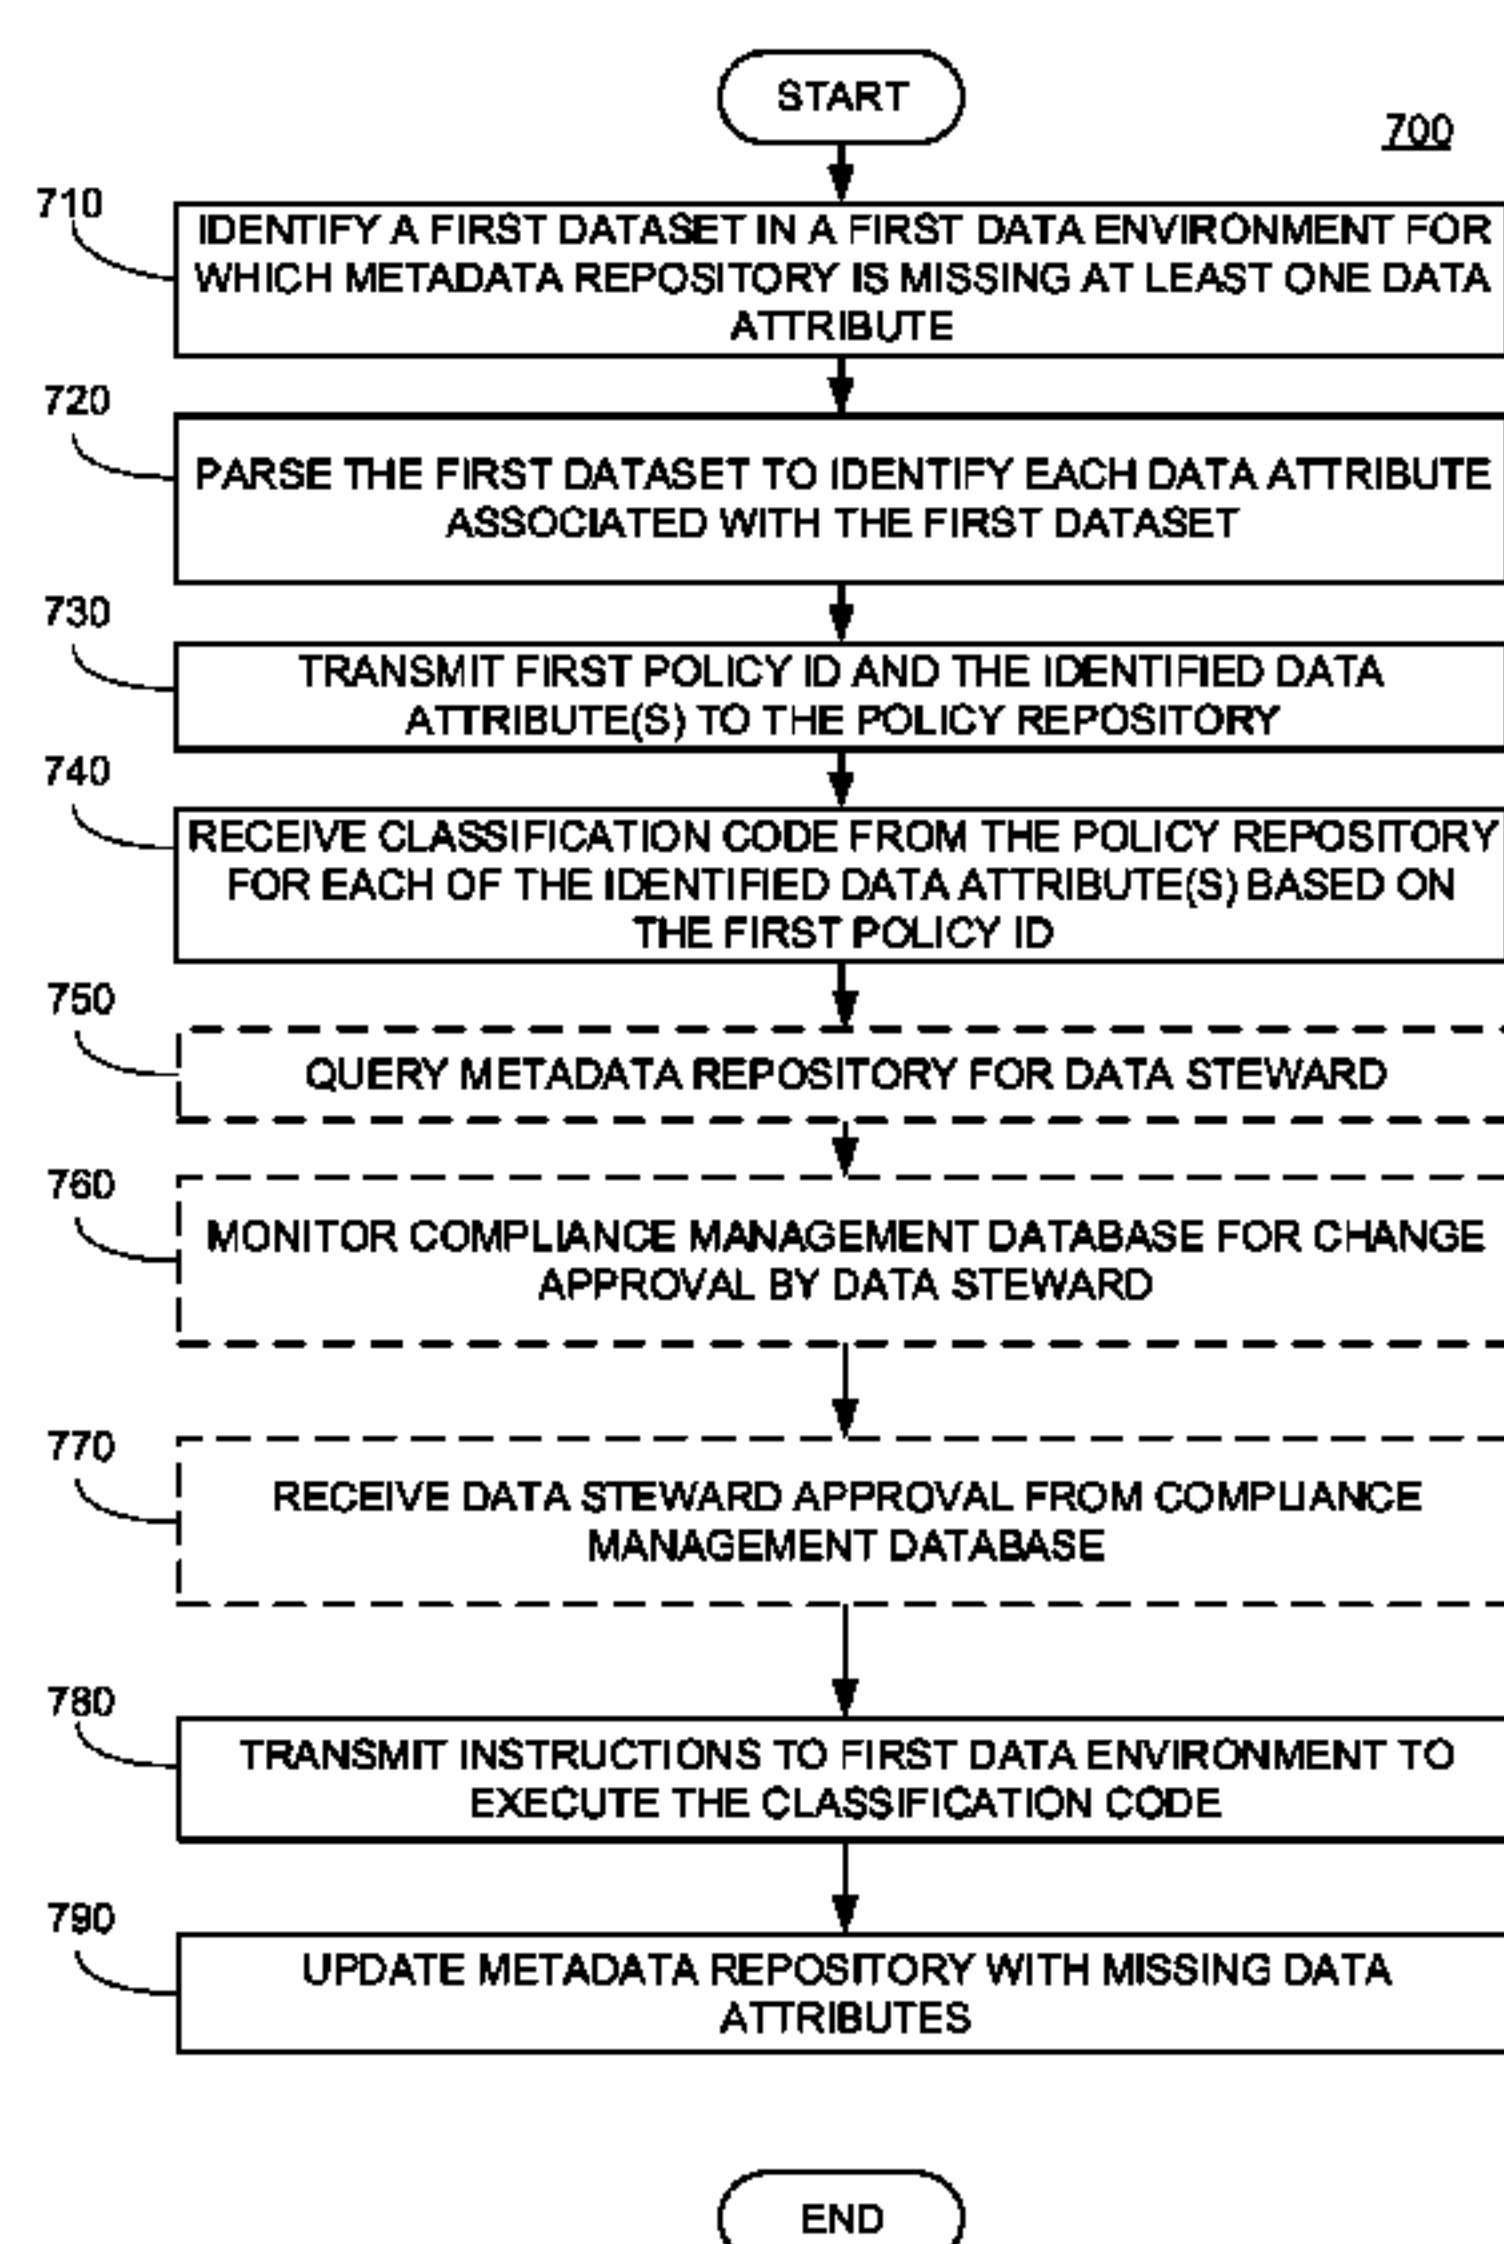 START
700
710
IDENTIFY A FIRST DATASET IN A FIRST DATA ENVIRONMENT FOR
WHICH METADATA REPOSITORY IS MISSING AT LEAST ONE DATA
ATTRIBUTE
720
PARSE THE FIRST DATASET TO IDENTIFY EACH DATA ATTRIBUTE
ASSOCIATED WITH THE FIRST DATASET
730
TRANSMIT FIRST POLICY ID AND THE IDENTIFIED DATA
ATTRIBUTE(S) TO THE POLICY REPOSITORY
740
RECEIVE CLASSIFICATION CODE FROM THE POLICY REPOSITORY
FOR EACH OF THE IDENTIFIED DATA ATTRIBUTE(S) BASED ON
THE FIRST POLICY ID
750
QUERY METADATA REPOSITORY FOR DATA STEWARD
760
MONITOR COMPLIANCE MANAGEMENT DATABASE FOR CHANGE
APPROVAL BY DATA STEWARD
770
RECEIVE DATA STEWARD APPROVAL FROM COMPLIANCE
MANAGEMENT DATABASE
780
TRANSMIT INSTRUCTIONS TO FIRST DATA ENVIRONMENT TO
EXECUTE THE CLASSIFICATION CODE
790
UPDATE METADATA REPOSITORY WITH MISSING DATA
ATTRIBUTES
END